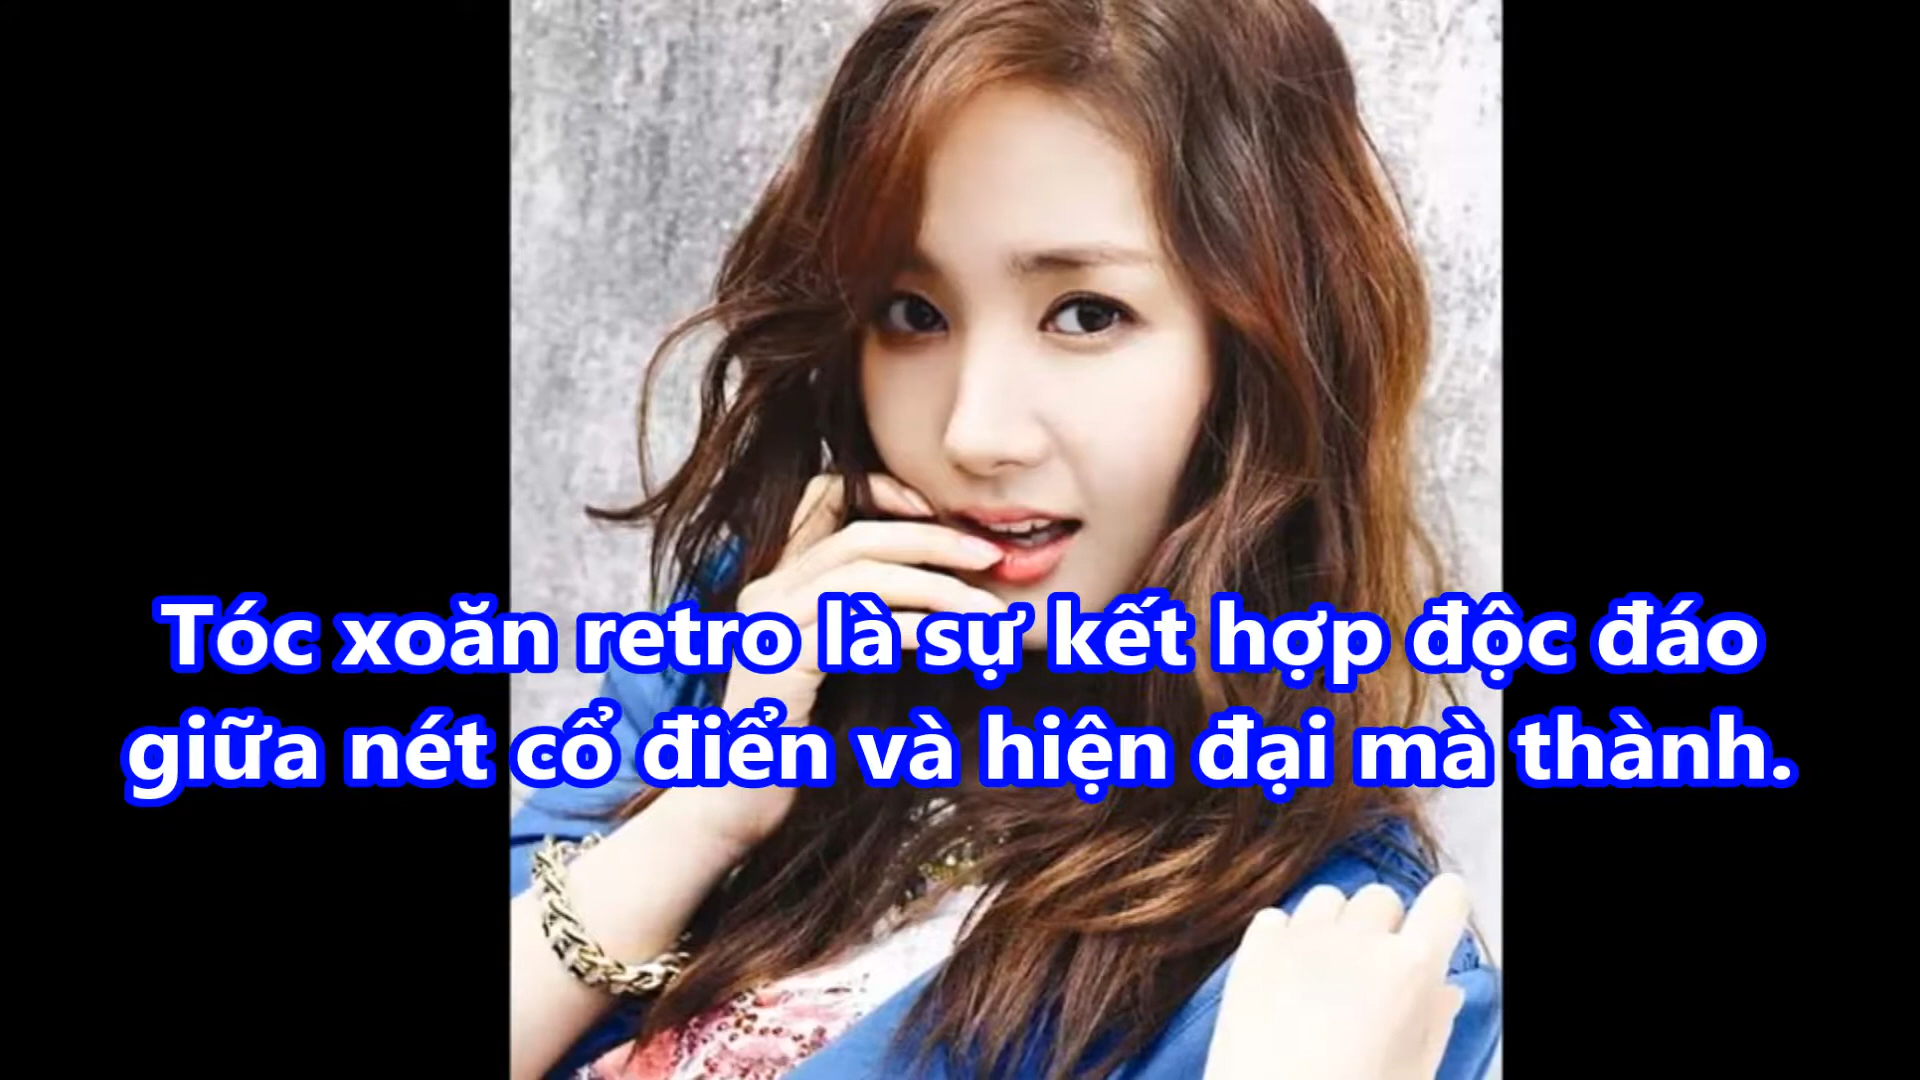 Tóc xoăn retro là sự kết hợp độc đáo
giữa nét cổ điển và hiện đại mà thành.